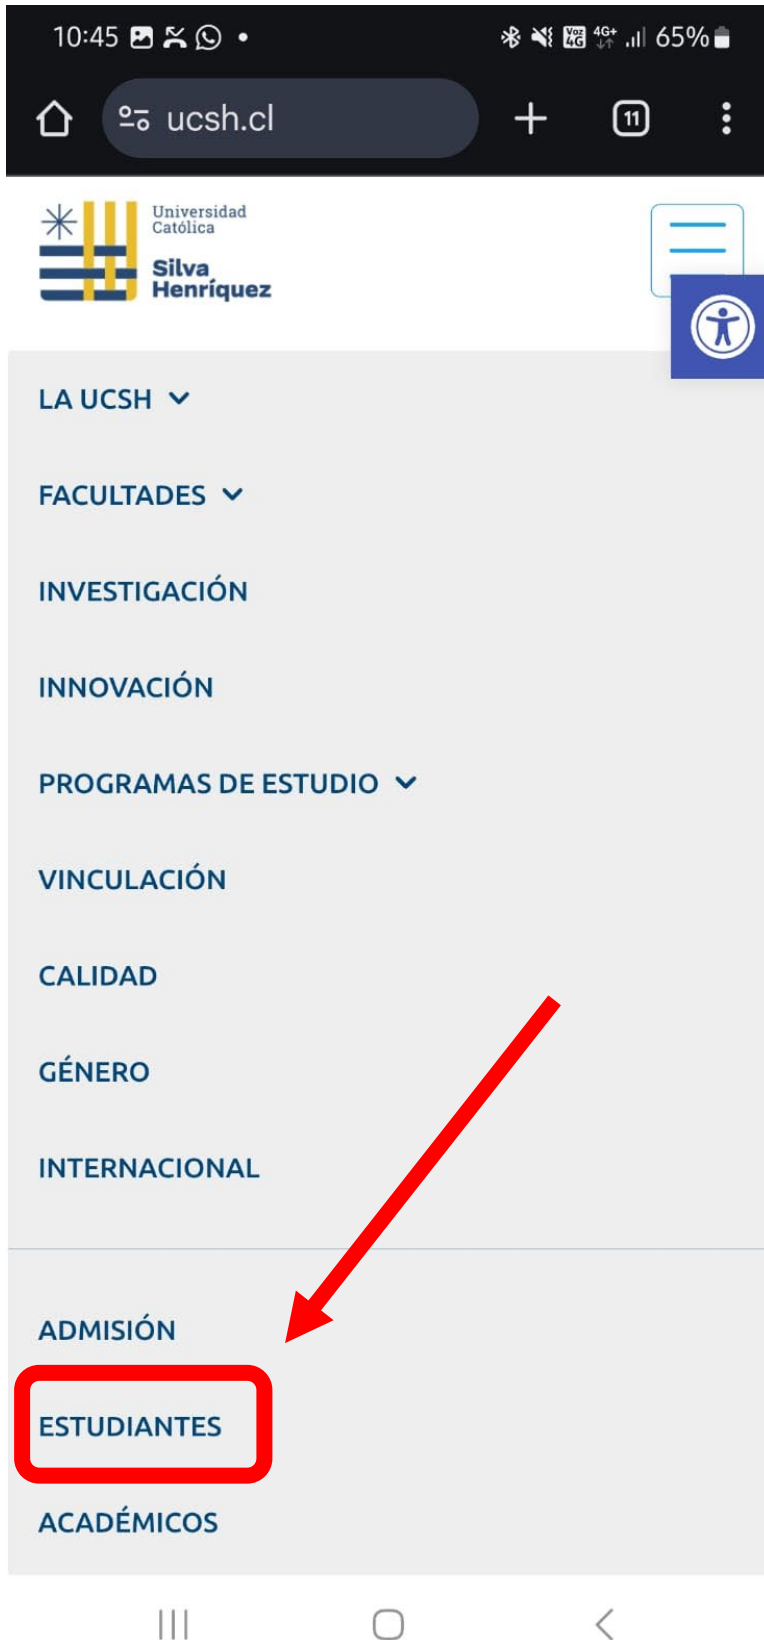 10:45
4G+ 65%
ucsh.cl
11
Universidad
Católica
Silva
Henríquez
LA UCSH
FACULTADES
INVESTIGACIÓN
INNOVACIÓN
PROGRAMAS DE ESTUDIO
VINCULACIÓN
CALIDAD
GÉNERO
INTERNACIONAL
ADMISIÓN
ESTUDIANTES
ACADÉMICOS